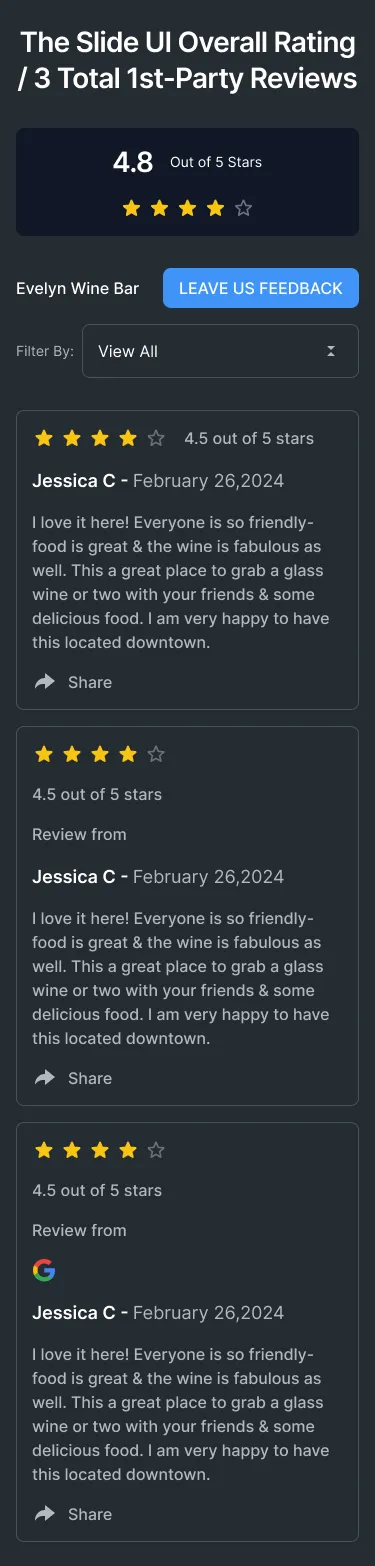 The Slide UI Overall Rating
/ 3 Total 1st-Party Reviews
4.8 Out of 5 Stars
Evelyn Wine Bar LEAVE US FEEDBACK
Filter By: View All
4.5 out of 5 stars
Jessica C - February 26,2024
I love it here! Everyone is so friendly-
food is great & the wine is fabulous as
well. This a great place to grab a glass
wine or two with your friends & some
delicious food. I am very happy to have
this located downtown.
Share
4.5 out of 5 stars
Review from
Jessica C - February 26,2024
I love it here! Everyone is so friendly-
food is great & the wine is fabulous as
well. This a great place to grab a glass
wine or two with your friends & some
delicious food. I am very happy to have
this located downtown.
Share
4.5 out of 5 stars
Review from
Jessica C - February 26,2024
I love it here! Everyone is so friendly-
food is great & the wine is fabulous as
well. This a great place to grab a glass
wine or two with your friends & some
delicious food. I am very happy to have
this located downtown.
Share